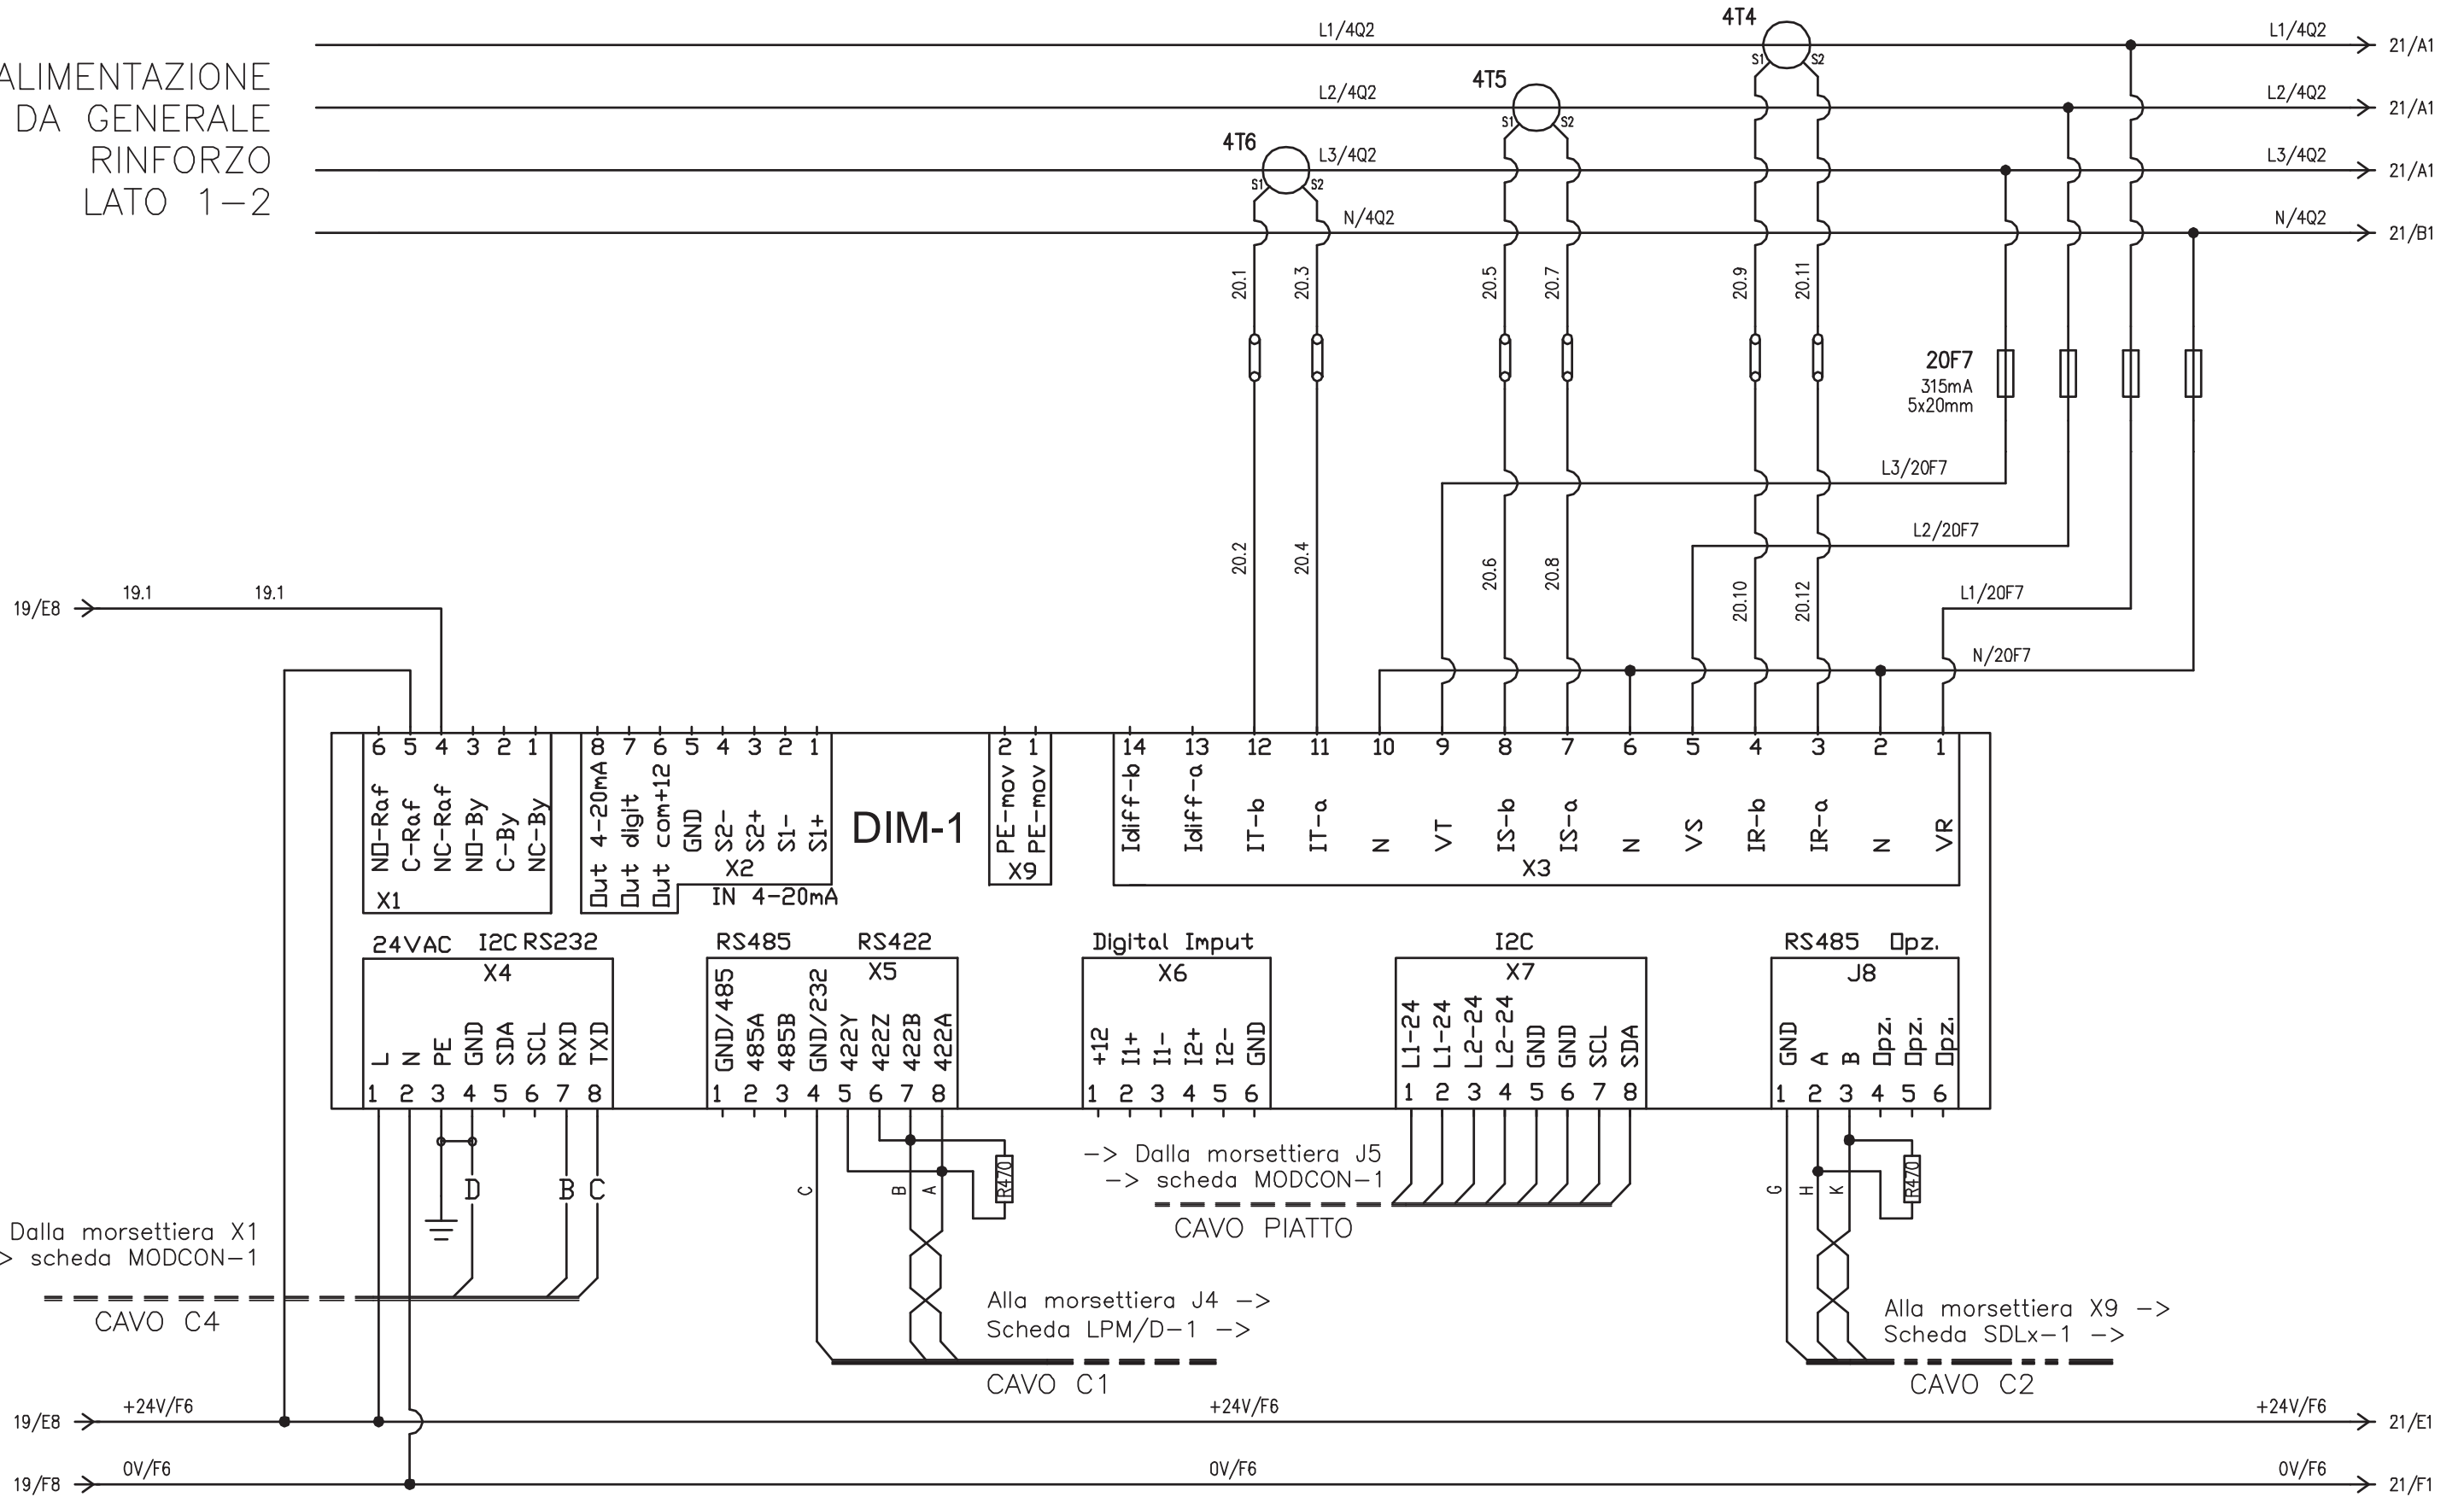 4T4
L1/4Q2
L1/4Q2
21/A1
S1
S2
ALIMENTAZIONE
DA GENERALE
RINFORZO
LATO 1-2
4T5
L2/4Q2
L2/4Q2
21/A1
S1
S2
4T6
L3/4Q2
L3/4Q2
21/A1
S1
S2
N/4Q2
N/4Q2
21/B1
20.1
20.3
20.5
20.7
20.9
20.11
20F7
315mA
5x20mm
L3/20F7
L2/20F7
20.2
20.4
20.6
20.8
20.10
20.12
L1/20F7
19/E8
19.1
19.1
N/20F7
6 5 4 3 2 1
8 7 6 5 4 3 2 1
2 1
14 13 12 11 10 9 8 7 6 5 4 3 2 1
NO-Raf
C-Raf
NC-Raf
NO-By
C-By
NC-By
X1
Out 4-20mA
Out digit
Out com+12
GND
S2-
S2+
S1-
S1+
X2
IN 4-20mA
DIM-1
PE-mov
PE-mov
X9
Idiff-b
Idiff-a
IT-b
IT-a
N
VT
IS-b
IS-a
N
VS
IR-b
IR-a
N
VR
X3
24VAC
I2C
RS232
X4
L
N
PE
GND
SDA
SCL
RXD
TXD
1 2 3 4 5 6 7 8
RS485
RS422
X5
GND/485
485A
485B
GND/232
422Y
422Z
422B
422A
1 2 3 4 5 6 7 8
Digital Imput
X6
+12
I1+
I1-
I2+
I2-
GND
1 2 3 4 5 6
I2C
X7
L1-24
L1-24
L2-24
L2-24
GND
GND
SCL
SDA
1 2 3 4 5 6 7 8
RS485 Opz.
J8
GND
A
B
Opz.
Opz.
Opz.
1 2 3 4 5 6
D
B
C
C
B
A
R470
-> Dalla morsettiera J5
-> scheda MODCON-1
CAVO PIATTO
G
H
K
R470
Dalla morsettiera X1
> scheda MODCON-1
CAVO C4
Alla morsettiera J4 ->
Scheda LPM/D-1 ->
CAVO C1
Alla morsettiera X9 ->
Scheda SDLx-1 ->
CAVO C2
19/E8
+24V/F6
+24V/F6
+24V/F6
21/E1
19/F8
0V/F6
0V/F6
0V/F6
21/F1